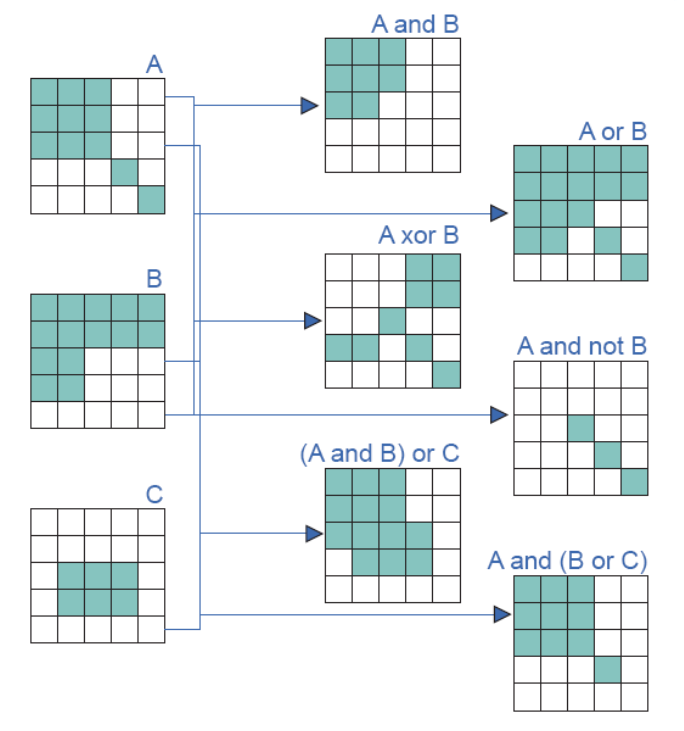 A and B
A
A or B
A xor B
B
A and not B
(A and B) or C
C
A and (B or C)